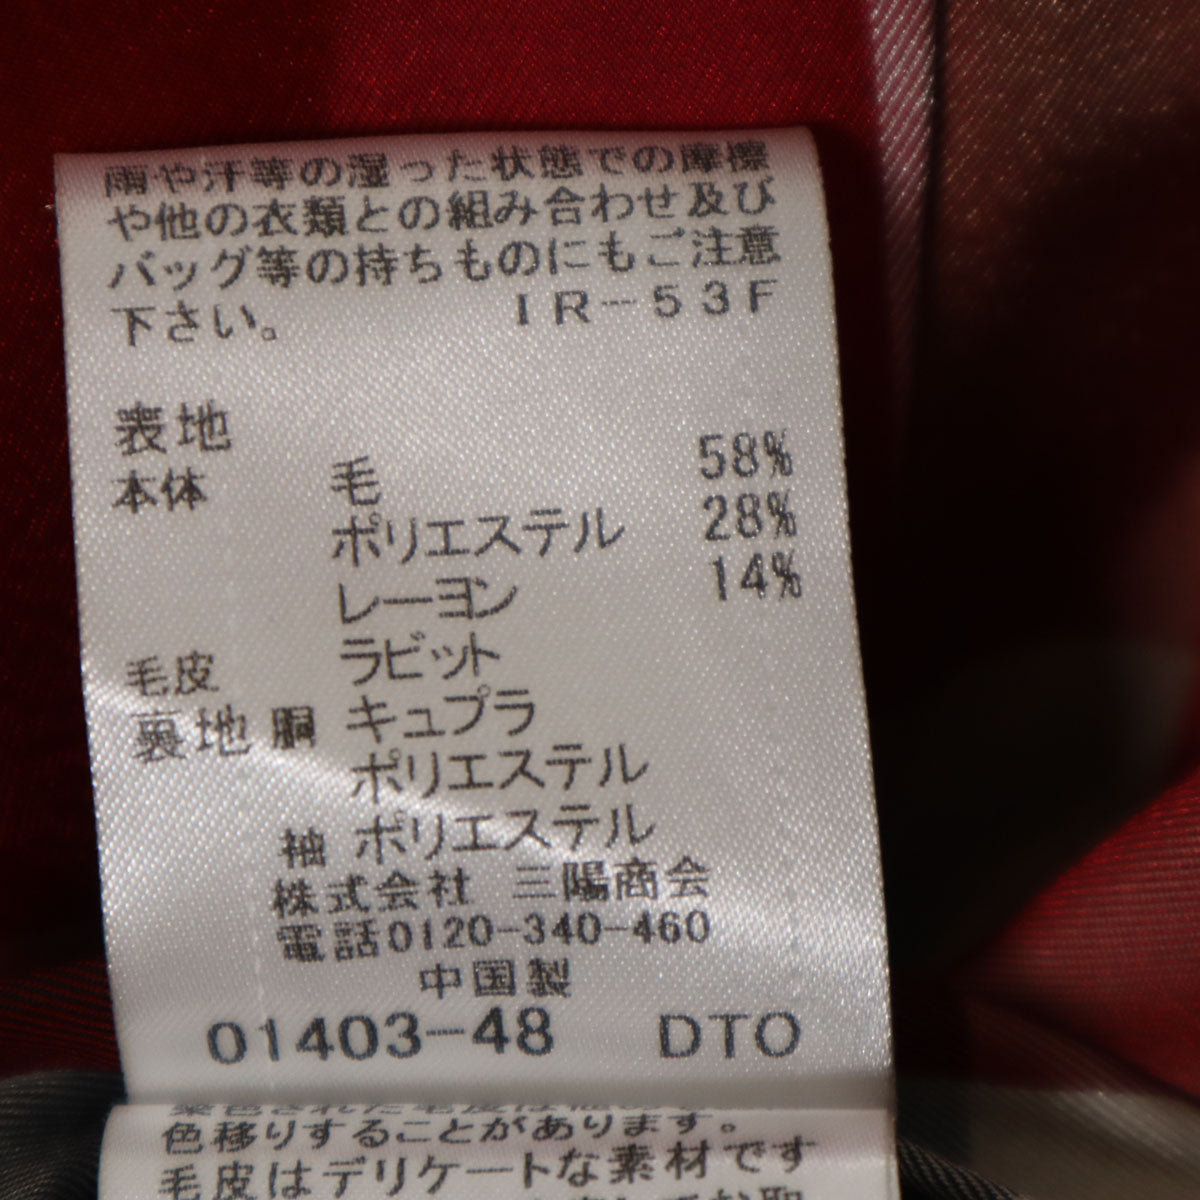 雨や汗等の湿った状態での摩擦
や他の衣類との組み合わせ及び
バッグ等の持ちものにもご注意
下さい。 IR-53F
表地
本体 毛 58%
ポリエステル 28%
レーヨン 14%
毛皮 ラビット
裏地 胴 キュプラ
ポリエステル
袖 ポリエステル
株式会社 三陽商会
電話0120-340-460
中国製
01403-48 DTO
色移りすることがあります。
毛皮はデリケートな素材です